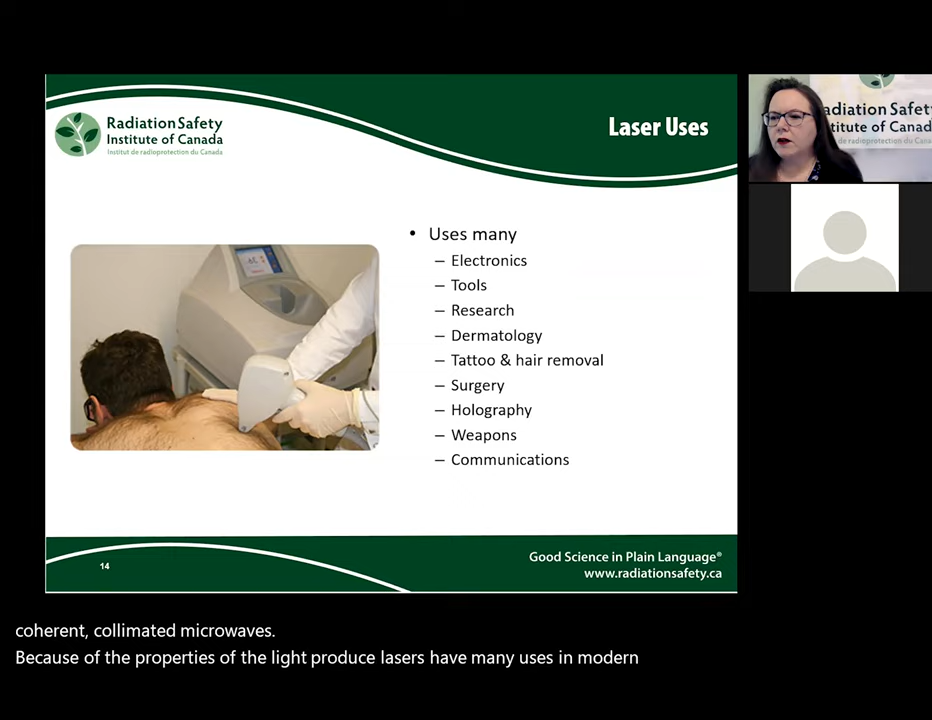 Radiation Safety
Institute of Canada
Institut de radioprotection du Canada
Laser Uses
• Uses many
– Electronics
– Tools
– Research
– Dermatology
– Tattoo & hair removal
– Surgery
– Holography
– Weapons
– Communications
14
Good Science in Plain Language®
www.radiationsafety.ca
adiation Safet
titute of Canad
de radioprotection du Canada
coherent, collimated microwaves.
Because of the properties of the light produce lasers have many uses in modern